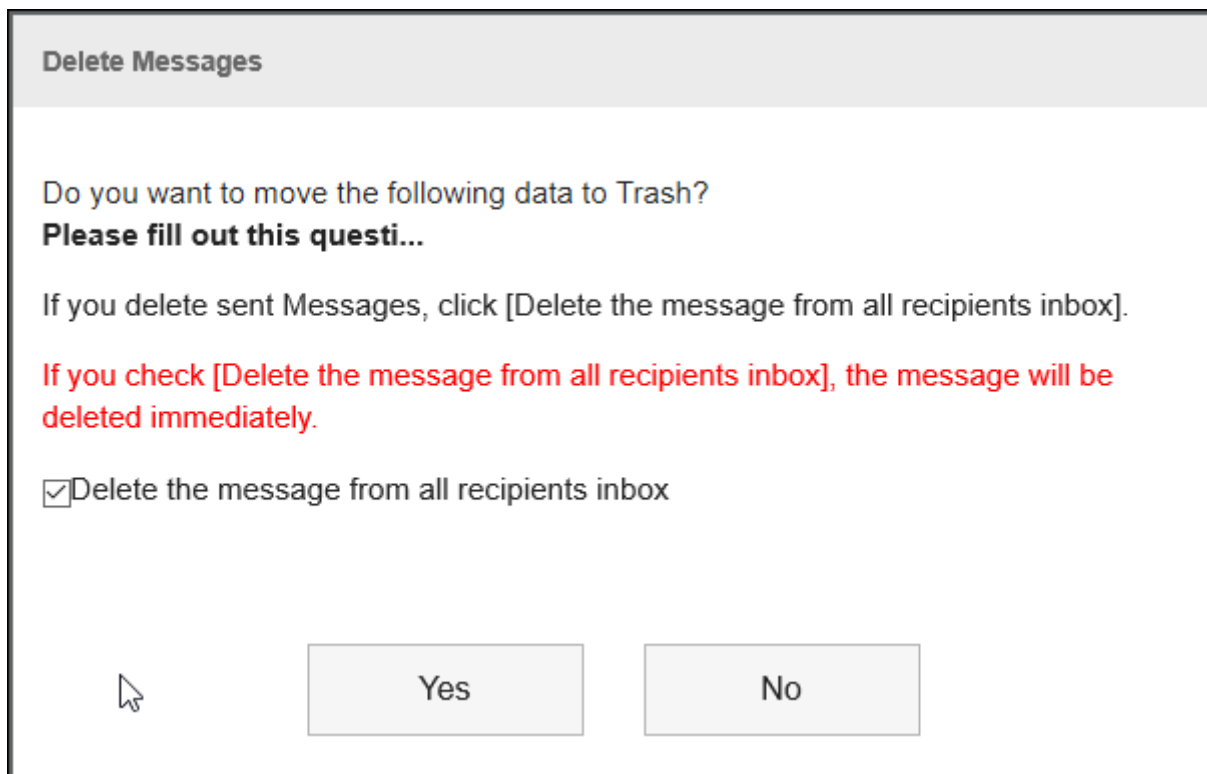 Delete Messages
Do you want to move the following data to Trash?
Please fill out this questi...
If you delete sent Messages, click [Delete the message from all recipients inbox].
If you check [Delete the message from all recipients inbox], the message will be
deleted immediately.
Delete the message from all recipients inbox
Yes
No